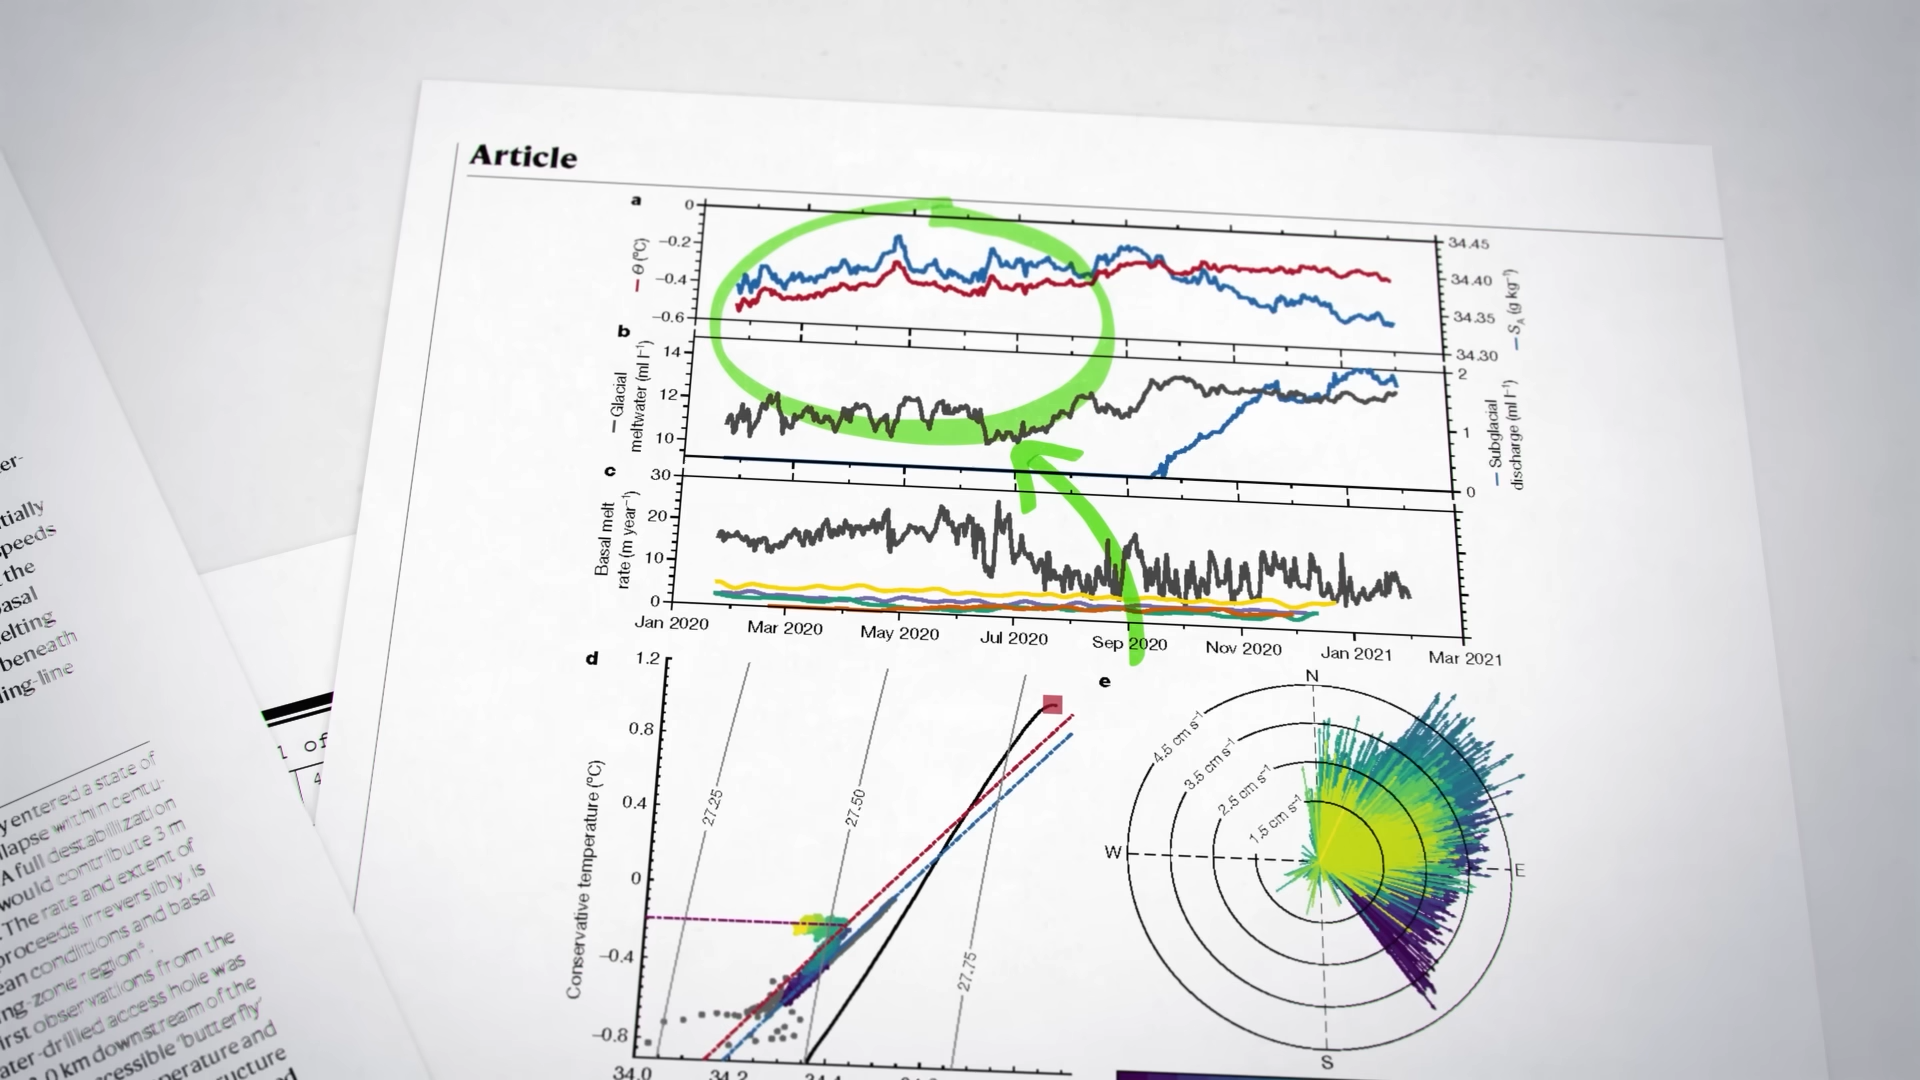 Article
a
0
−0.2
−0.4
−0.6
Θ (°C)
34.45
34.40
34.35
34.30
S_A (g kg⁻¹)
b
14
12
10
Glacial
meltwater (ml l⁻¹)
2
1
0
Subglacial
discharge (ml l⁻¹)
c
30
20
10
0
Basal melt
rate (m year⁻¹)
Jan 2020
Mar 2020
May 2020
Jul 2020
Sep 2020
Nov 2020
Jan 2021
Mar 2021
d
1.2
0.8
0.4
0
−0.4
−0.8
Conservative temperature (°C)
27.25
27.50
27.75
34.0
34.2
34.4
e
N
E
S
W
4.5 cm s⁻¹
3.5 cm s⁻¹
2.5 cm s⁻¹
1.5 cm s⁻¹
er-
tially
peeds
the
asal
elting
beneath
ing-line
l of
4
y entered a state of
llapse within centu-
A full destabilization
would contribute 3 m
. The rate and extent of
proceeds irreversibly, is
ean conditions and basal
ng-zone region⁶.
irst observations from the
ater-drilled access hole was
.0 km downstream of the
ccessible 'butterfly'
perature and
ructure